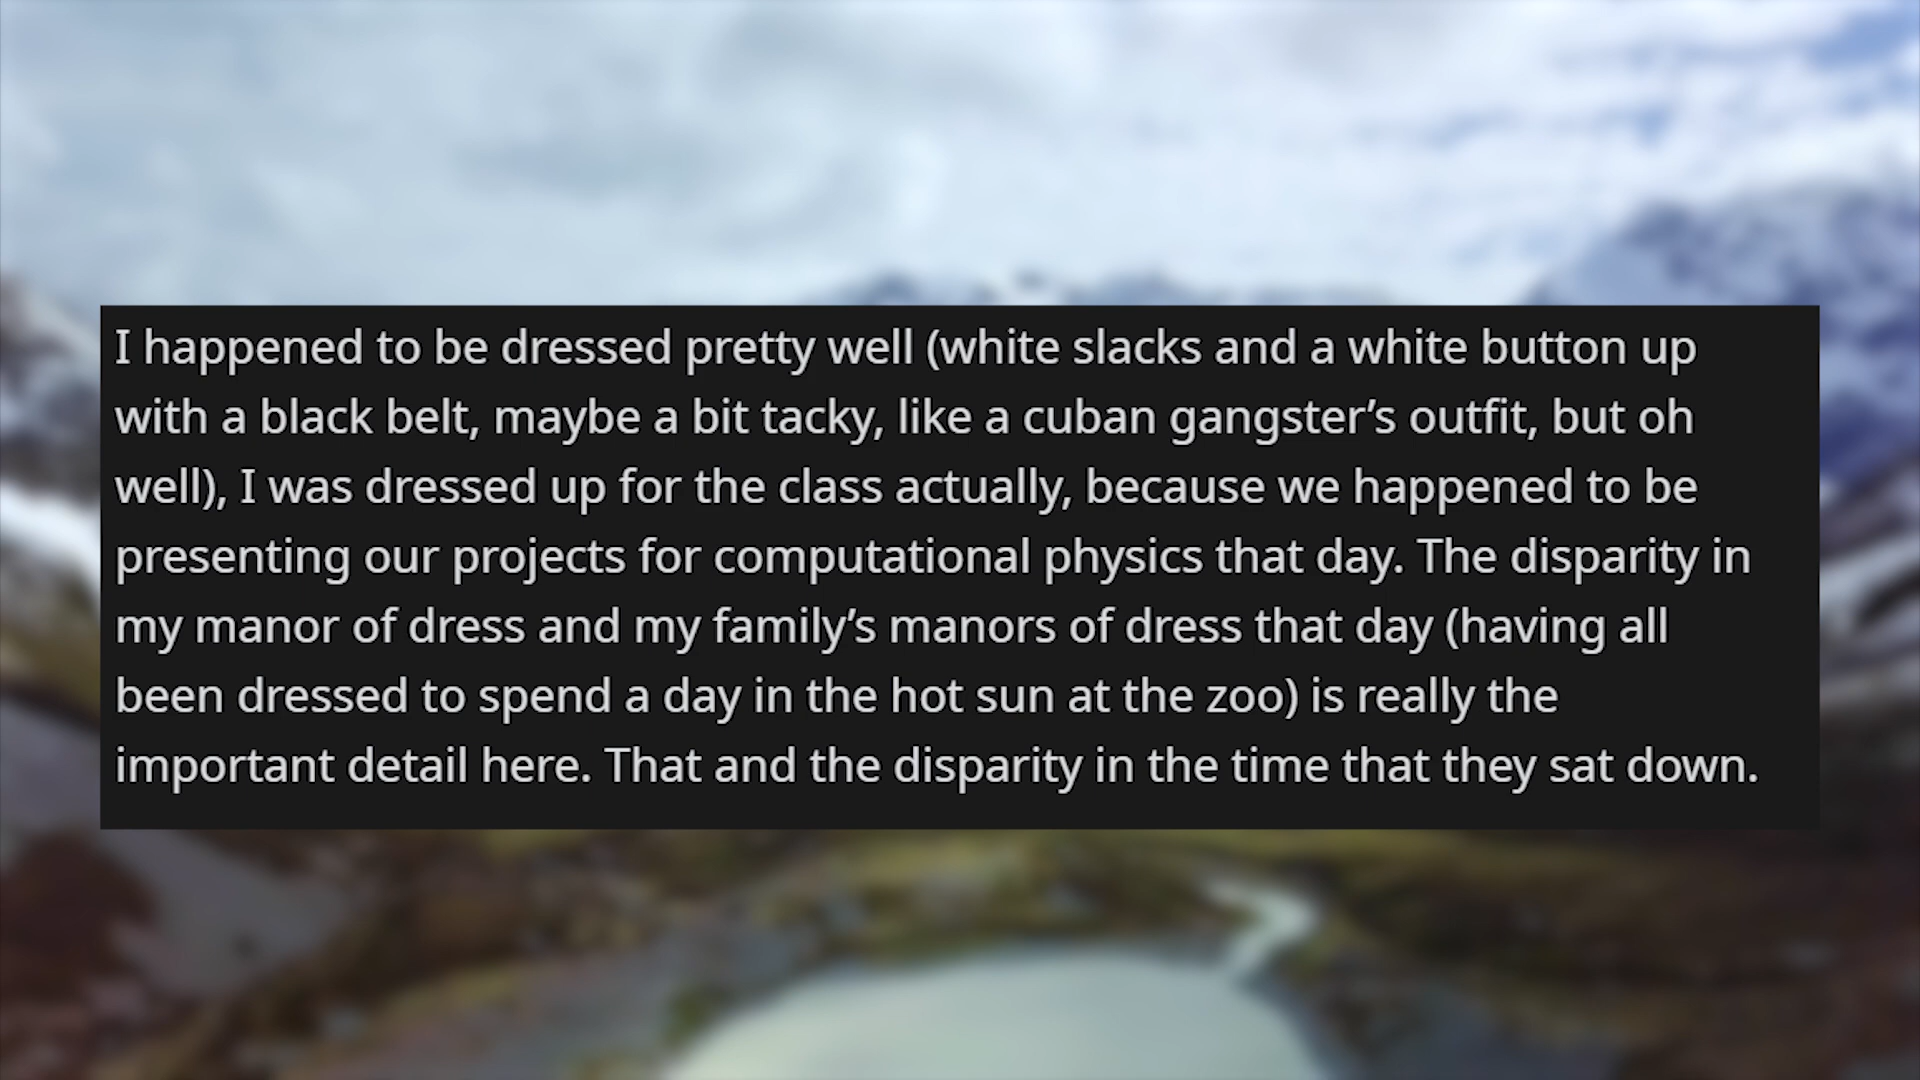 I happened to be dressed pretty well (white slacks and a white button up
with a black belt, maybe a bit tacky, like a cuban gangster’s outfit, but oh
well), I was dressed up for the class actually, because we happened to be
presenting our projects for computational physics that day. The disparity in
my manor of dress and my family’s manors of dress that day (having all
been dressed to spend a day in the hot sun at the zoo) is really the
important detail here. That and the disparity in the time that they sat down.